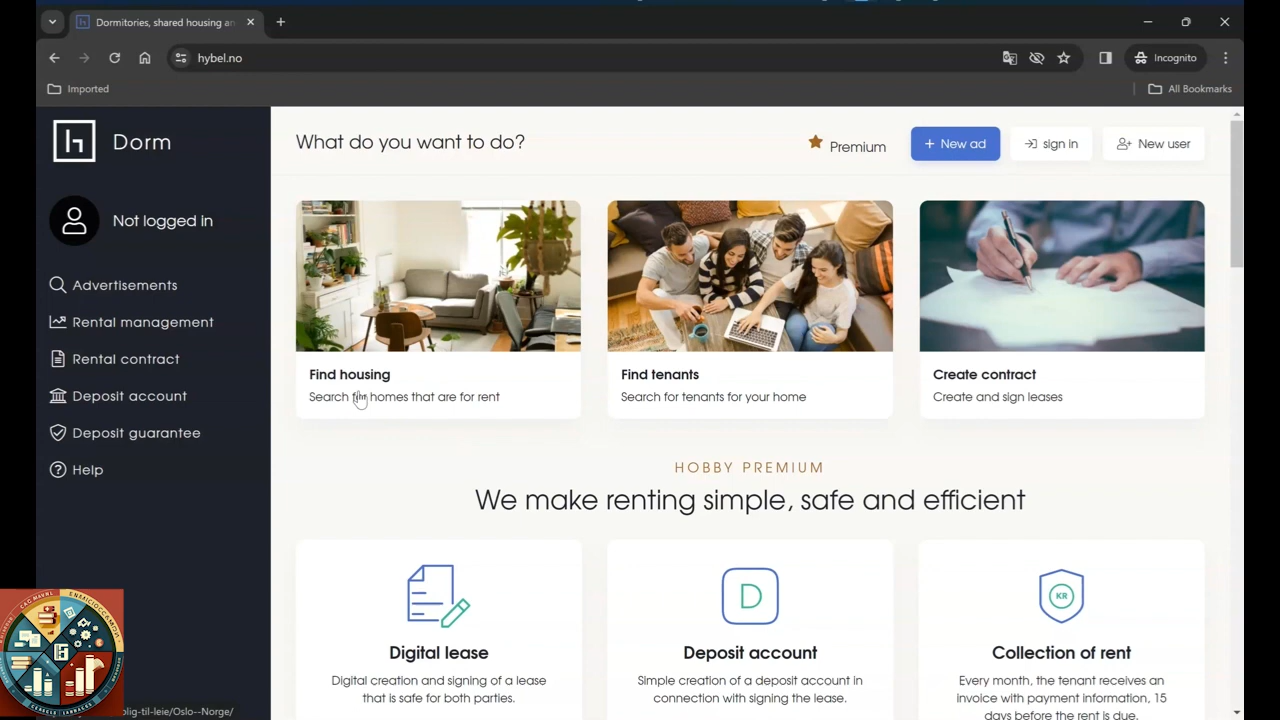 Dormitories, shared housing an
hybel.no
Incognito
Imported
All Bookmarks
Dorm
What do you want to do?
Premium
+ New ad
sign in
New user
Not logged in
Advertisements
Rental management
Rental contract
Deposit account
Deposit guarantee
Help
Find housing
Search homes that are for rent
Find tenants
Search for tenants for your home
Create contract
Create and sign leases
HOBBY PREMIUM
We make renting simple, safe and efficient
D
KR
Digital lease
Digital creation and signing of a lease
that is safe for both parties.
Deposit account
Simple creation of a deposit account in
connection with signing the lease.
Collection of rent
Every month, the tenant receives an
invoice with payment information, 15
days before the rent is due.
olig-til-leie/Oslo--Norge/